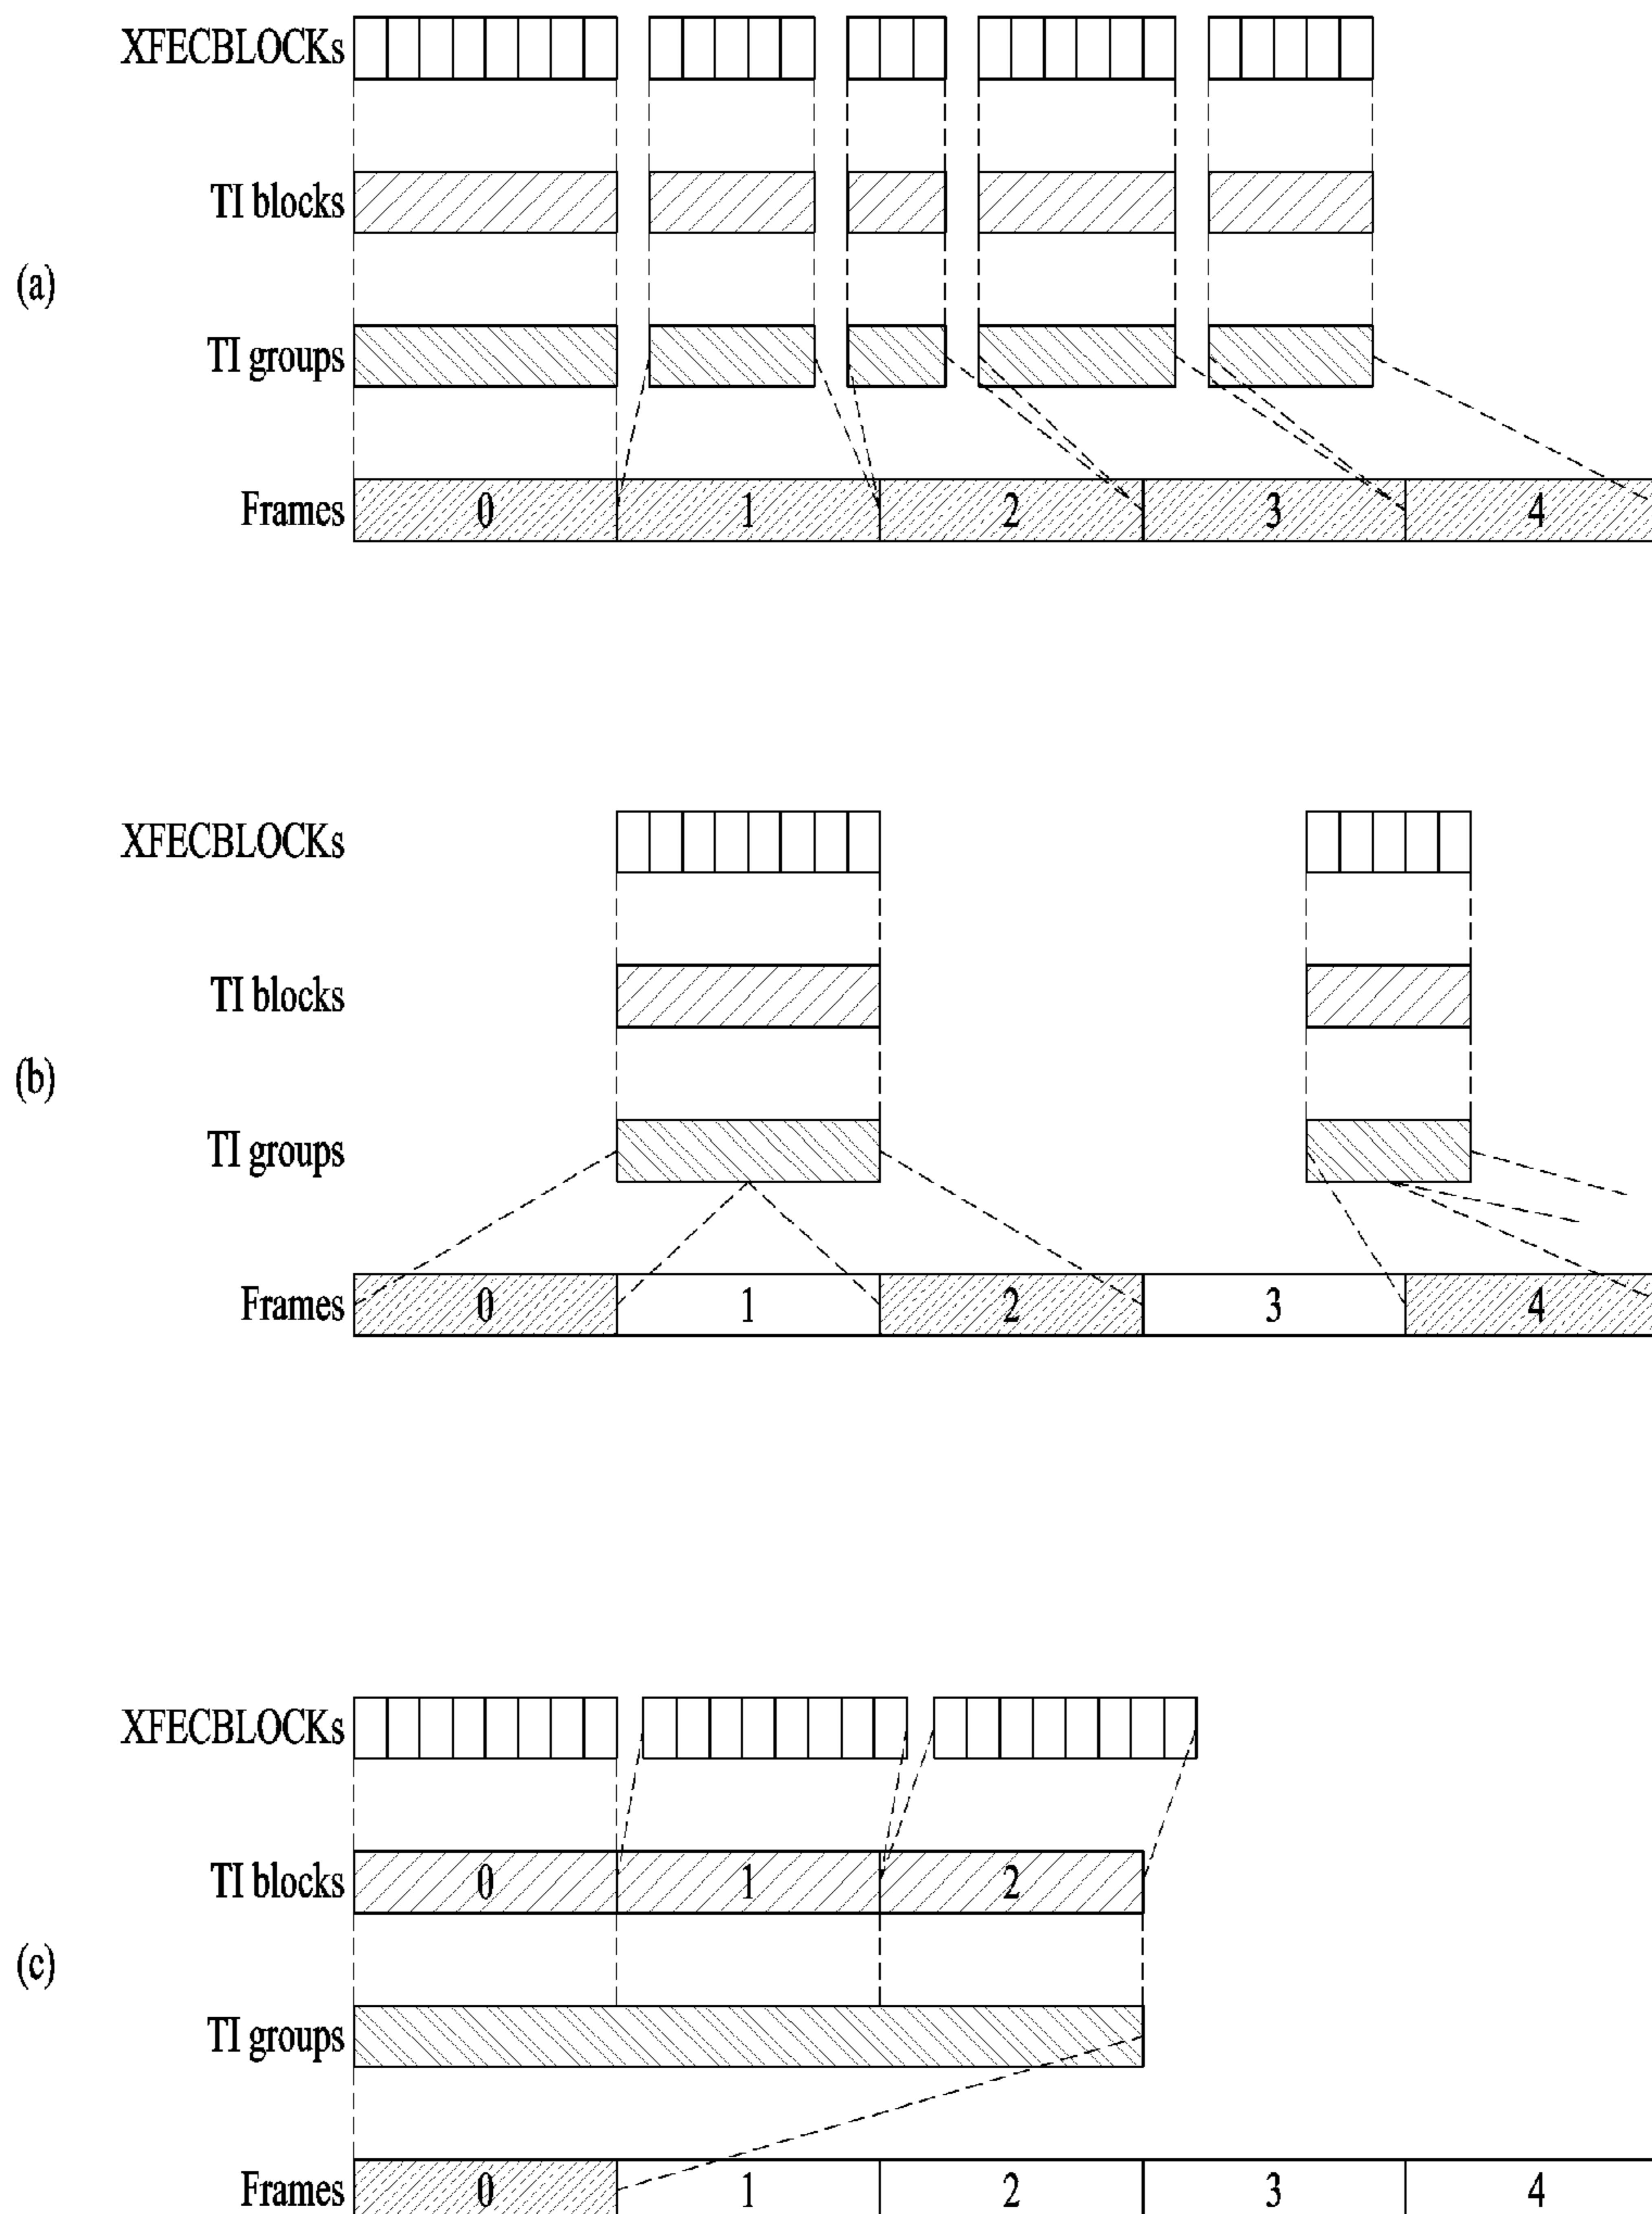 XFECBLOCKs
TI blocks
(a)
TI groups
Frames 0 1 2 3 4
XFECBLOCKs
TI blocks
(b)
TI groups
Frames 0 1 2 3 4
XFECBLOCKs
TI blocks 0 1 2
(c)
TI groups
Frames 0 1 2 3 4